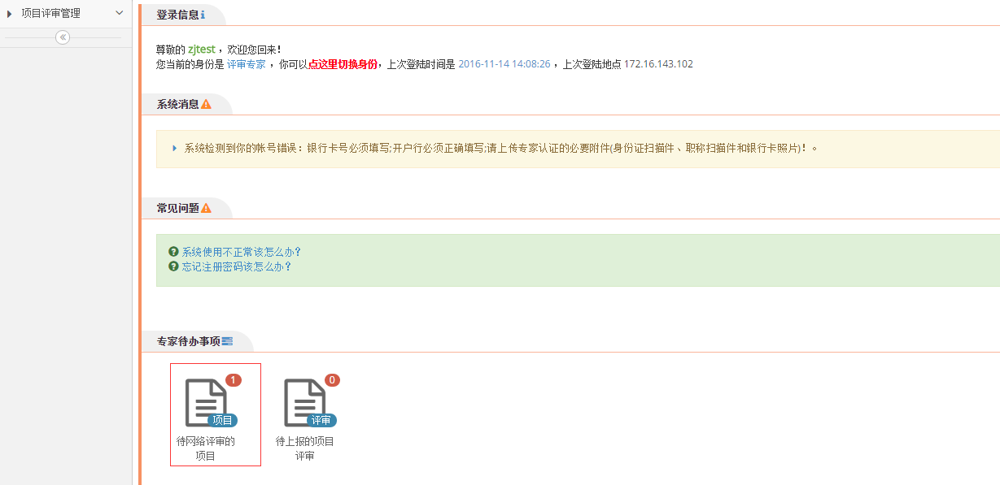 项目评审管理
登录信息
尊敬的 zjtest ，欢迎您回来！
您当前的身份是 评审专家 ，你可以点这里切换身份，上次登陆时间是 2016-11-14 14:08:26 ，上次登陆地点 172.16.143.102
系统消息
系统检测到你的帐号错误：银行卡号必须填写;开户行必须正确填写;请上传专家认证的必要附件(身份证扫描件、职称扫描件和银行卡照片)！。
常见问题
系统使用不正常该怎么办？
忘记注册密码该怎么办？
专家待办事项
1
项目
待网络评审的
项目
0
评审
待上报的项目
评审